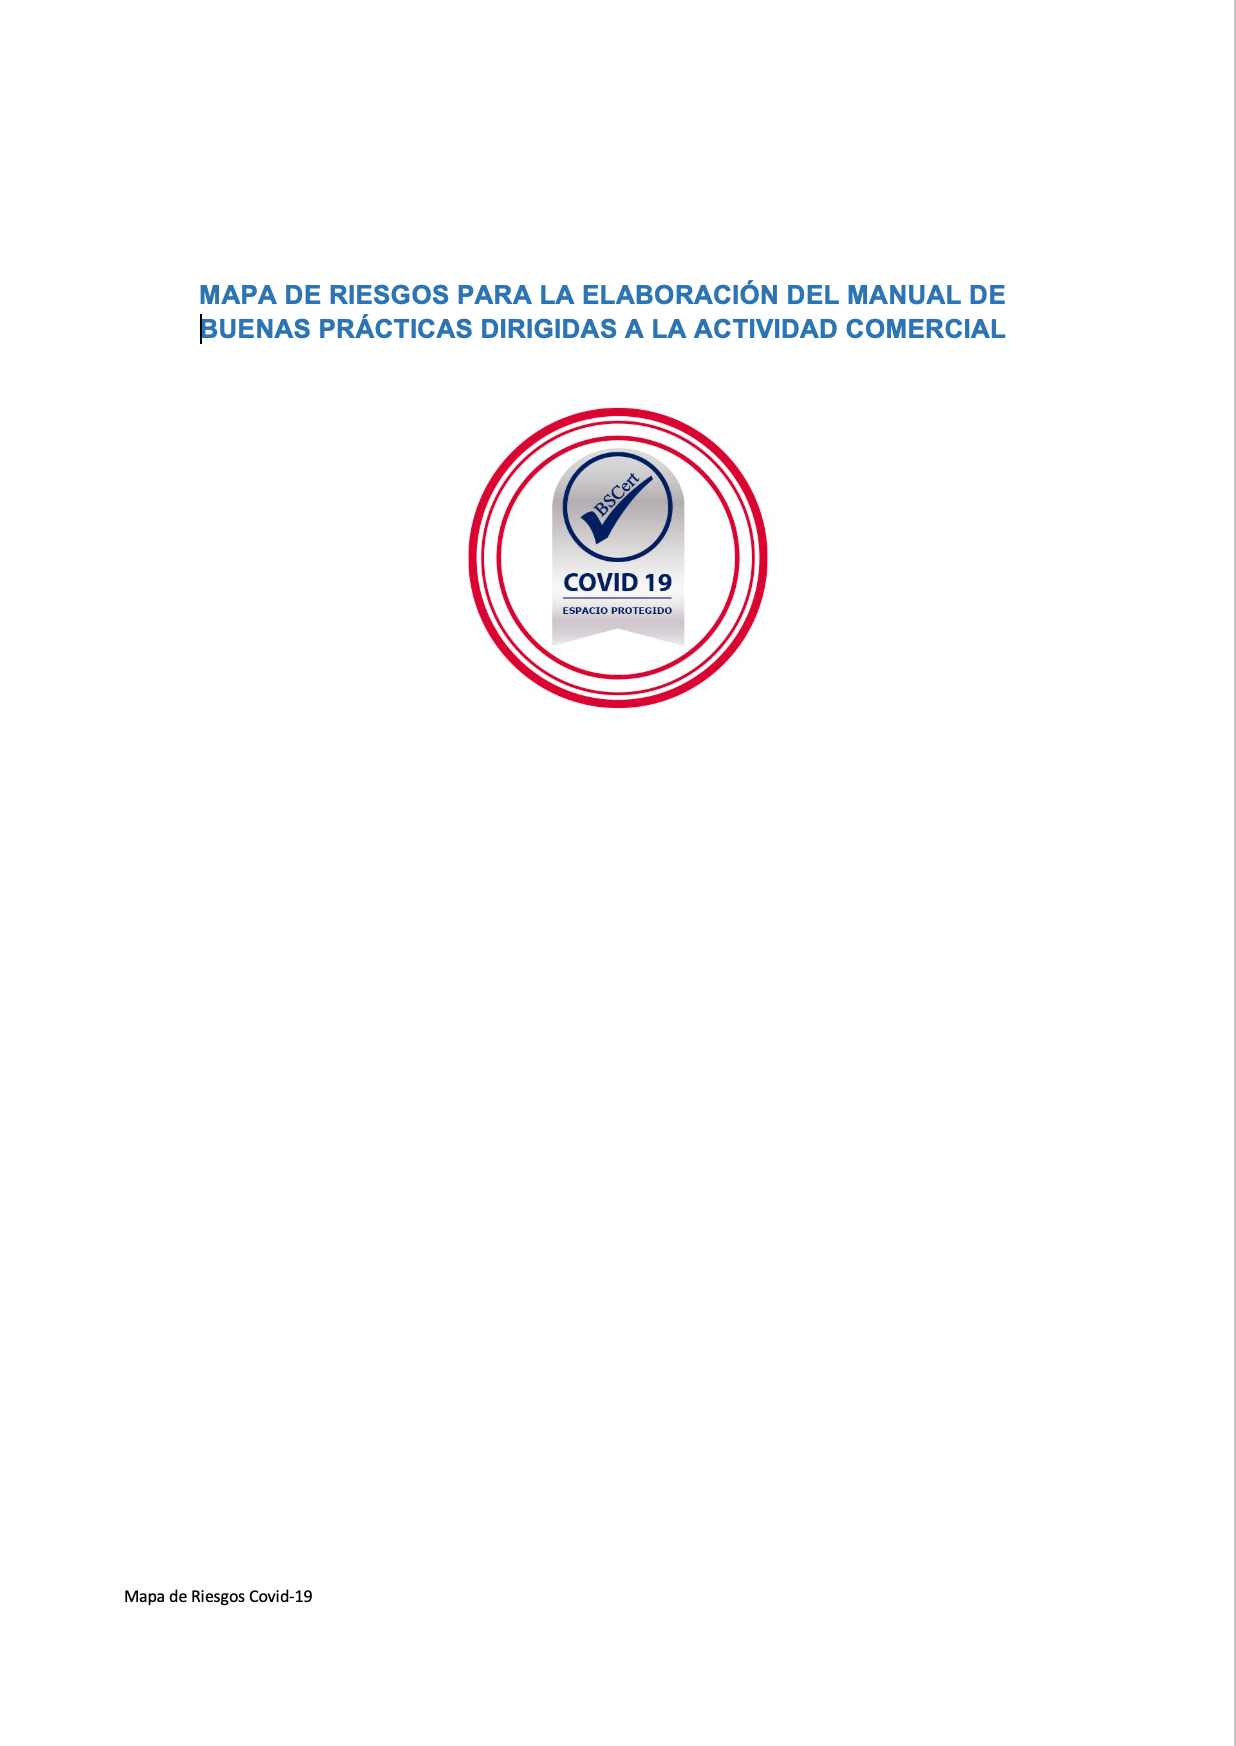 MAPA DE RIESGOS PARA LA ELABORACIÓN DEL MANUAL DE
BUENAS PRÁCTICAS DIRIGIDAS A LA ACTIVIDAD COMERCIAL
BSCert
COVID 19
ESPACIO PROTEGIDO
Mapa de Riesgos Covid-19